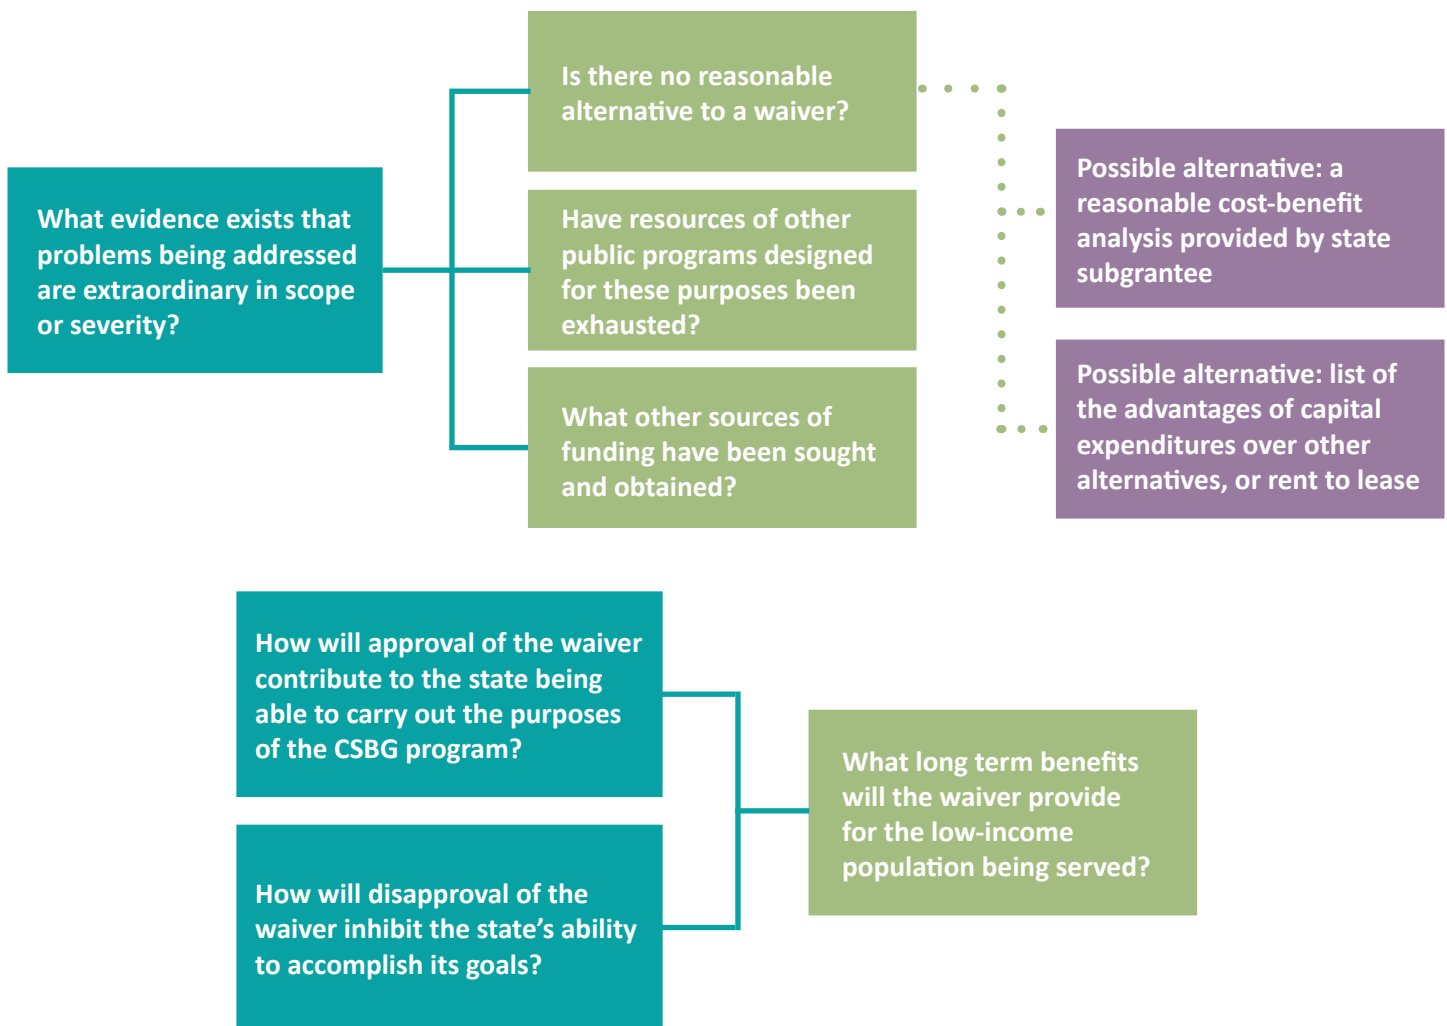 Is there no reasonable
alternative to a waiver?
What evidence exists that
problems being addressed
are extraordinary in scope
or severity?
Have resources of other
public programs designed
for these purposes been
exhausted?
What other sources of
funding have been sought
and obtained?
Possible alternative: a
reasonable cost-benefit
analysis provided by state
subgrantee
Possible alternative: list of
the advantages of capital
expenditures over other
alternatives, or rent to lease
How will approval of the waiver
contribute to the state being
able to carry out the purposes
of the CSBG program?
How will disapproval of the
waiver inhibit the state’s ability
to accomplish its goals?
What long term benefits
will the waiver provide
for the low-income
population being served?